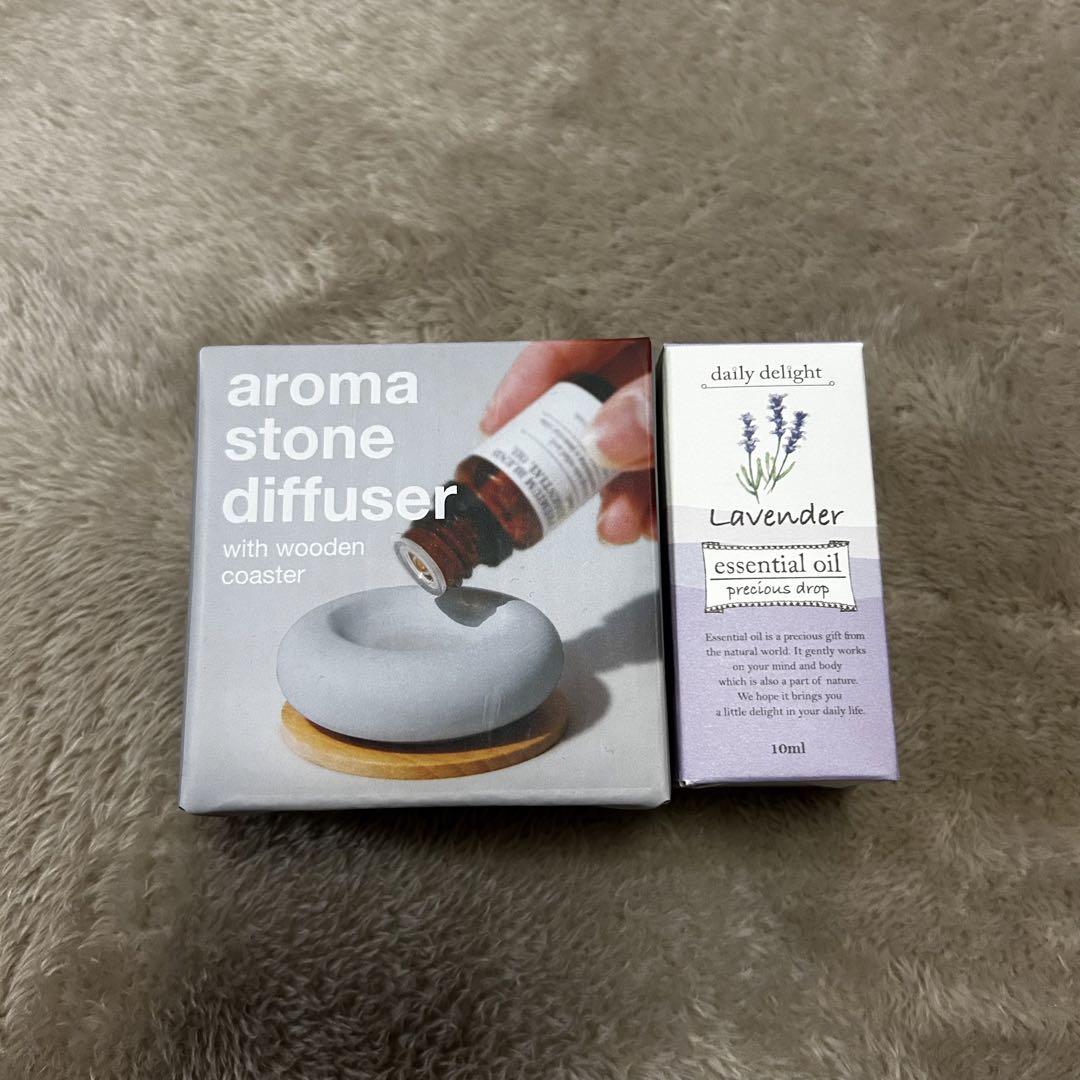 aroma
stone
diffuser
with wooden
coaster
ESSENTIAL OIL
daily delight
Lavender
essential oil
precious drop
Essential oil is a precious gift from
the natural world. It gently works
on your mind and body
which is also a part of nature.
We hope it brings you
a little delight in your daily life.
10ml